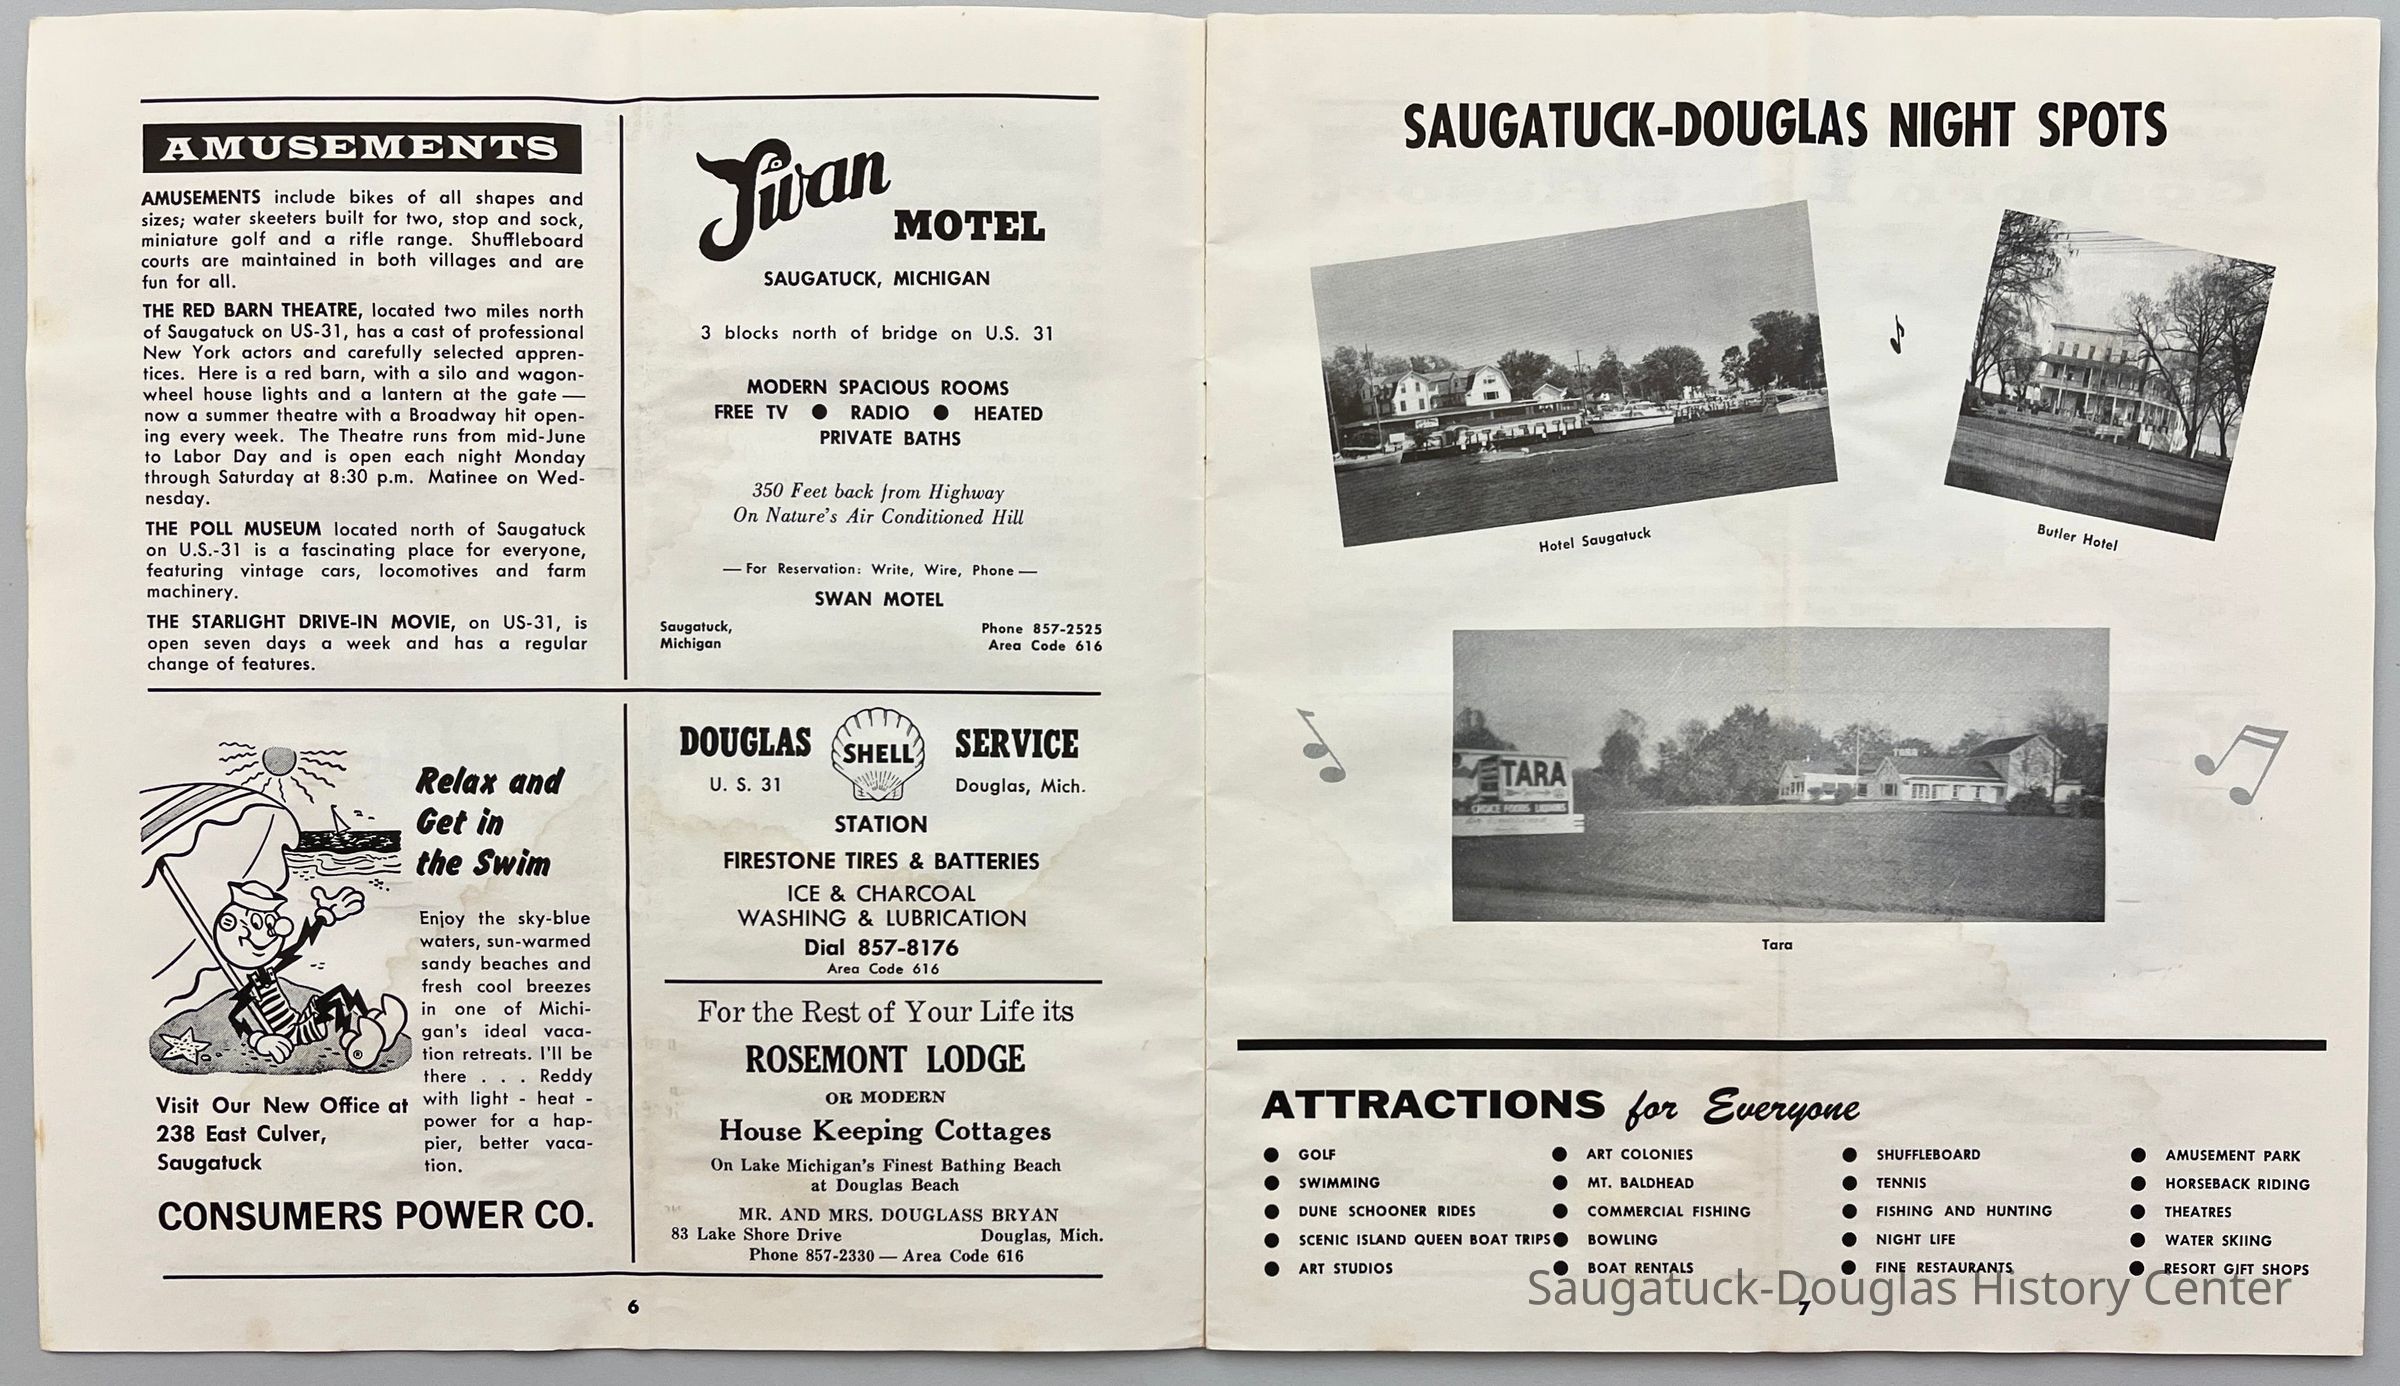 AMUSEMENTS
AMUSEMENTS include bikes of all shapes and
sizes; water skeeters built for two, stop and sock,
miniature golf and a rifle range. Shuffleboard
courts are maintained in both villages and are
fun for all.
THE RED BARN THEATRE, located two miles north
of Saugatuck on US-31, has a cast of professional
New York actors and carefully selected appren-
tices. Here is a red barn, with a silo and wagon-
wheel house lights and a lantern at the gate —
now a summer theatre with a Broadway hit open-
ing every week. The Theatre runs from mid-June
to Labor Day and is open each night Monday
through Saturday at 8:30 p.m. Matinee on Wed-
nesday.
THE POLL MUSEUM located north of Saugatuck
on U.S.-31 is a fascinating place for everyone,
featuring vintage cars, locomotives and farm
machinery.
THE STARLIGHT DRIVE-IN MOVIE, on US-31, is
open seven days a week and has a regular
change of features.
Swan
MOTEL
SAUGATUCK, MICHIGAN
3 blocks north of bridge on U.S. 31
MODERN SPACIOUS ROOMS
FREE TV ● RADIO ● HEATED
PRIVATE BATHS
350 Feet back from Highway
On Nature's Air Conditioned Hill
— For Reservation: Write, Wire, Phone —
SWAN MOTEL
Saugatuck, Phone 857-2525
Michigan Area Code 616
Relax and
Get in
the Swim
Enjoy the sky-blue
waters, sun-warmed
sandy beaches and
fresh cool breezes
in one of Michi-
gan's ideal vaca-
tion retreats. I'll be
there . . . Reddy
with light - heat -
power for a hap-
pier, better vaca-
tion.
®
Visit Our New Office at
238 East Culver,
Saugatuck
CONSUMERS POWER CO.
DOUGLAS SHELL SERVICE
U. S. 31 Douglas, Mich.
STATION
FIRESTONE TIRES & BATTERIES
ICE & CHARCOAL
WASHING & LUBRICATION
Dial 857-8176
Area Code 616
For the Rest of Your Life its
ROSEMONT LODGE
OR MODERN
House Keeping Cottages
On Lake Michigan's Finest Bathing Beach
at Douglas Beach
MR. AND MRS. DOUGLASS BRYAN
83 Lake Shore Drive Douglas, Mich.
Phone 857-2330 — Area Code 616
6
SAUGATUCK-DOUGLAS NIGHT SPOTS
Hotel Saugatuck
Butler Hotel
TARA
CHOICE FOODS LIQUORS
TARA
Tara
ATTRACTIONS for Everyone
● GOLF
● SWIMMING
● DUNE SCHOONER RIDES
● SCENIC ISLAND QUEEN BOAT TRIPS
● ART STUDIOS
● ART COLONIES
● MT. BALDHEAD
● COMMERCIAL FISHING
● BOWLING
● BOAT RENTALS
● SHUFFLEBOARD
● TENNIS
● FISHING AND HUNTING
● NIGHT LIFE
● FINE RESTAURANTS
● AMUSEMENT PARK
● HORSEBACK RIDING
● THEATRES
● WATER SKIING
● RESORT GIFT SHOPS
7
Saugatuck-Douglas History Center